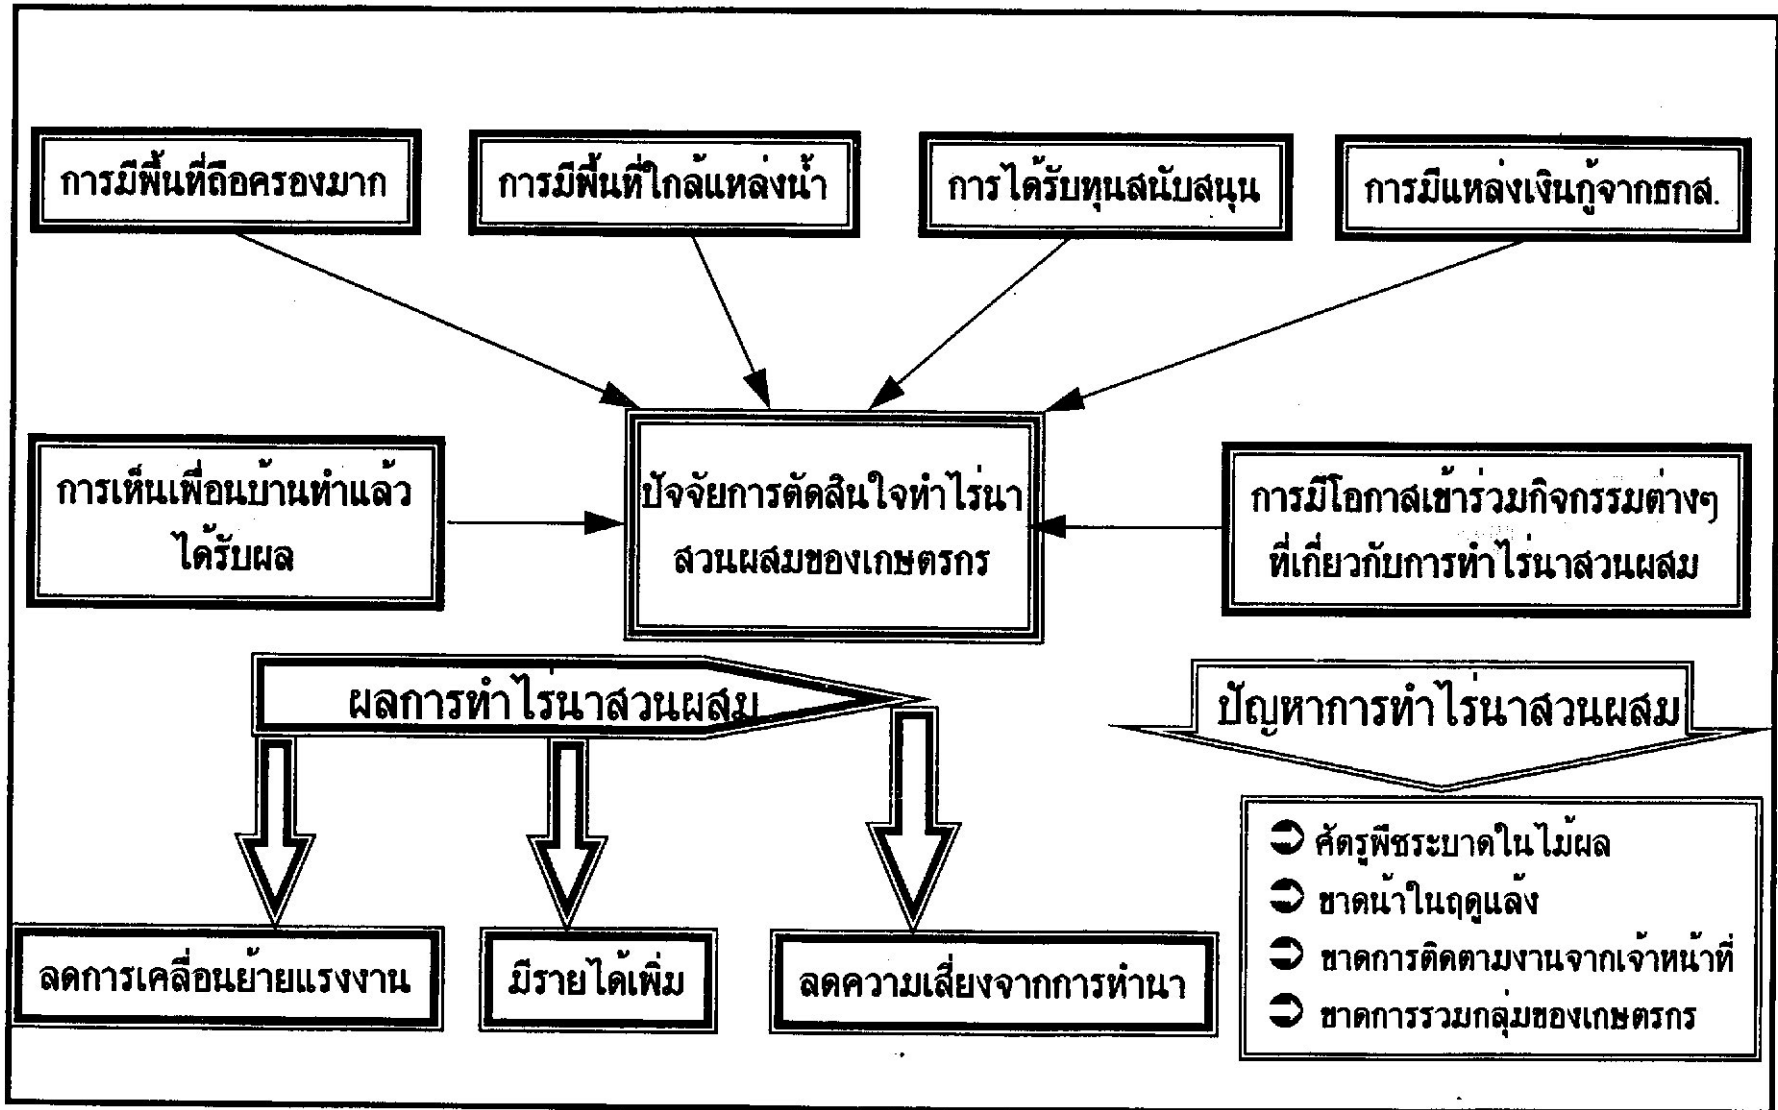 การมีพื้นที่ถือครองมาก
การมีพื้นที่ใกล้แหล่งน้ำ
การได้รับทุนสนับสนุน
การมีแหล่งเงินกู้จากธกส.
การเห็นเพื่อนบ้านทำแล้ว
ได้รับผล
ปัจจัยการตัดสินใจทำไร่นา
สวนผสมของเกษตรกร
การมีโอกาสเข้าร่วมกิจกรรมต่างๆ
ที่เกี่ยวกับการทำไร่นาสวนผสม
ผลการทำไร่นาสวนผสม
ปัญหาการทำไร่นาสวนผสม
ลดการเคลื่อนย้ายแรงงาน
มีรายได้เพิ่ม
ลดความเสี่ยงจากการทำนา
ศัตรูพืชระบาดในไม้ผล
ขาดน้ำในฤดูแล้ง
ขาดการติดตามงานจากเจ้าหน้าที่
ขาดการรวมกลุ่มของเกษตรกร